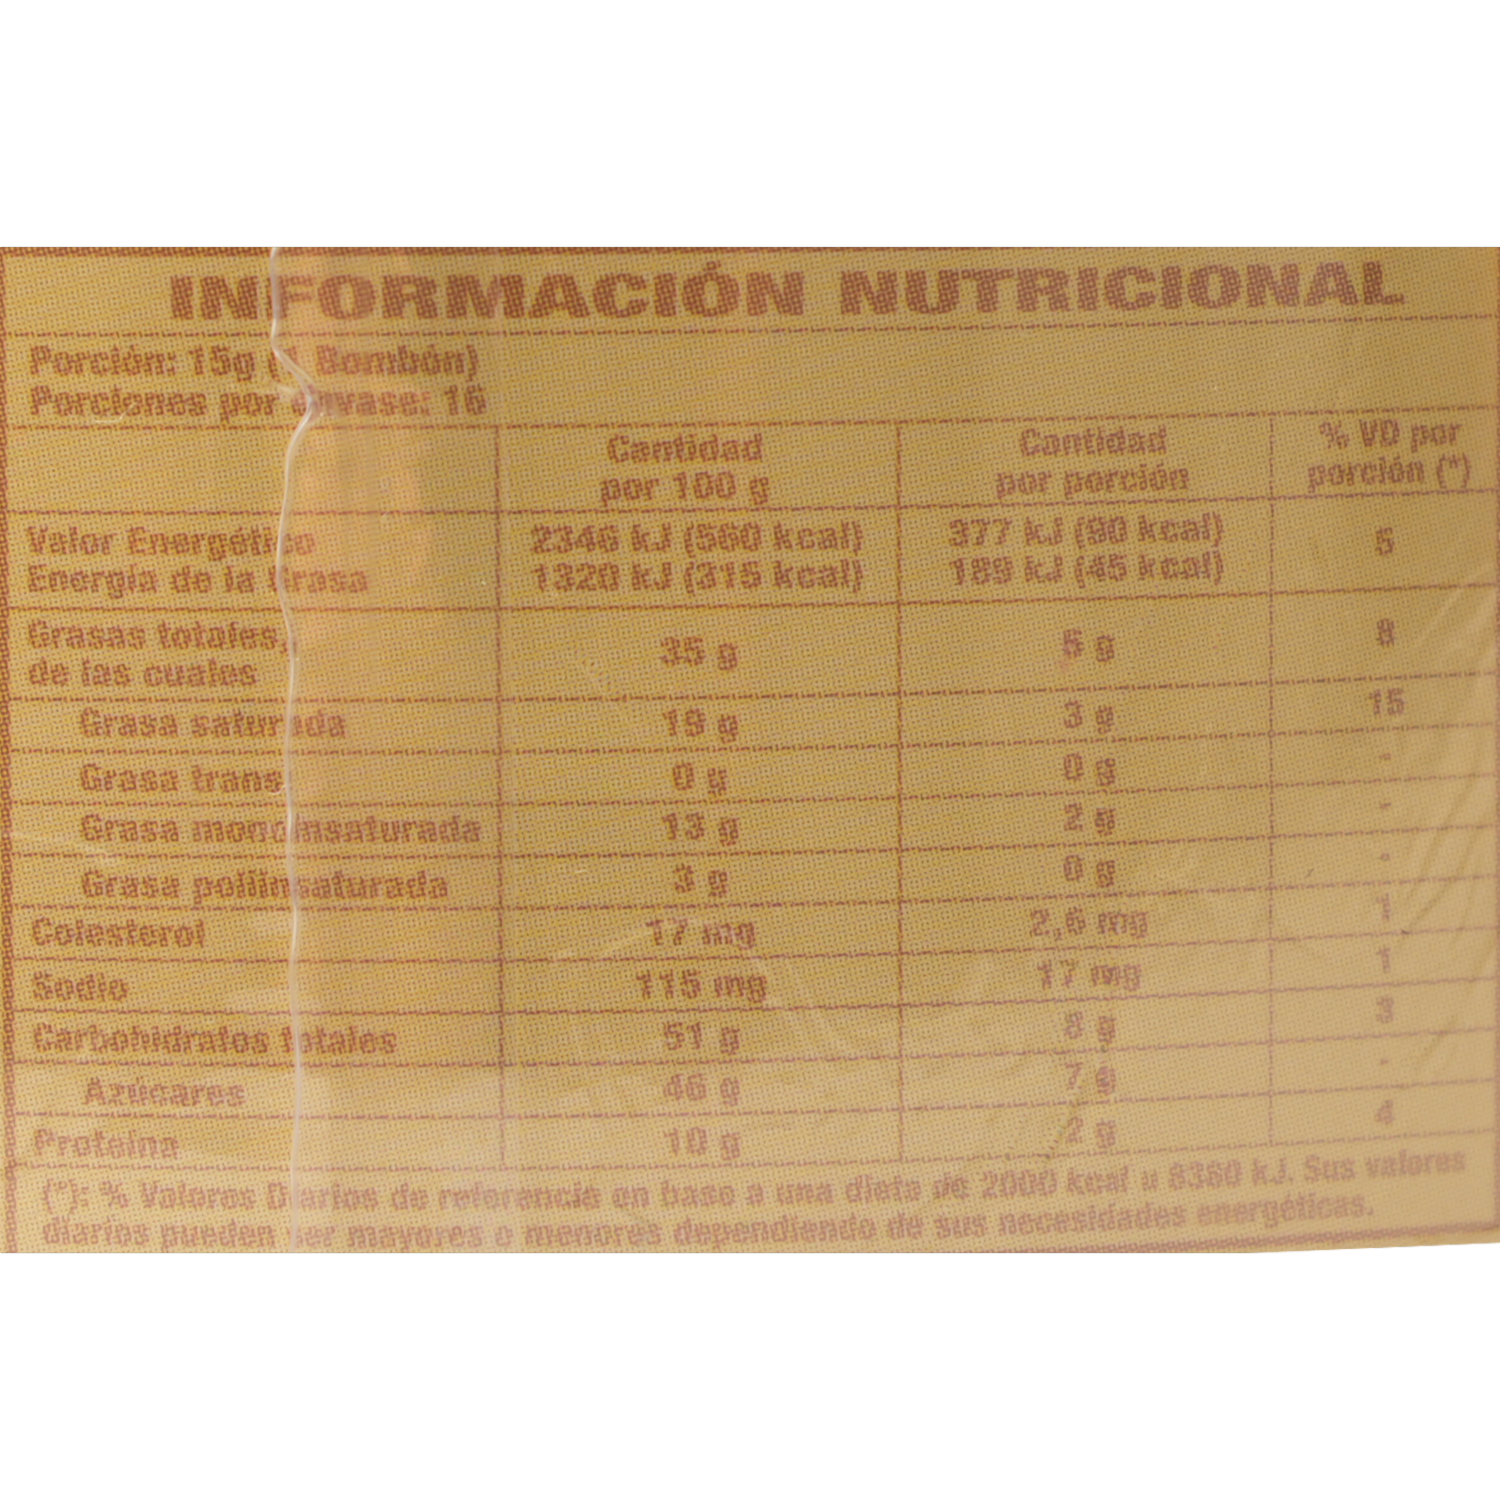 INFORMACIÓN NUTRICIONAL
Porción: 15g (1 Bombón)
Porciones por envase: 16
Cantidad por 100 g Cantidad por porción % VD por porción (*)
Valor Energético 2346 kJ (560 kcal) 377 kJ (90 kcal) 5
Energía de la Grasa 1320 kJ (315 kcal) 189 kJ (45 kcal)
Grasas totales, de las cuales 35 g 5 g 8
Grasa saturada 19 g 3 g 15
Grasa trans 0 g 0 g -
Grasa monoinsaturada 13 g 2 g -
Grasa poliinsaturada 3 g 0 g -
Colesterol 17 mg 2,6 mg 1
Sodio 115 mg 17 mg 1
Carbohidratos totales 51 g 8 g 3
Azúcares 46 g 7 g -
Proteína 10 g 2 g 4
(*): % Valores Diarios de referencia en base a una dieta de 2000 kcal u 8380 kJ. Sus valores
diarios pueden ser mayores o menores dependiendo de sus necesidades energéticas.